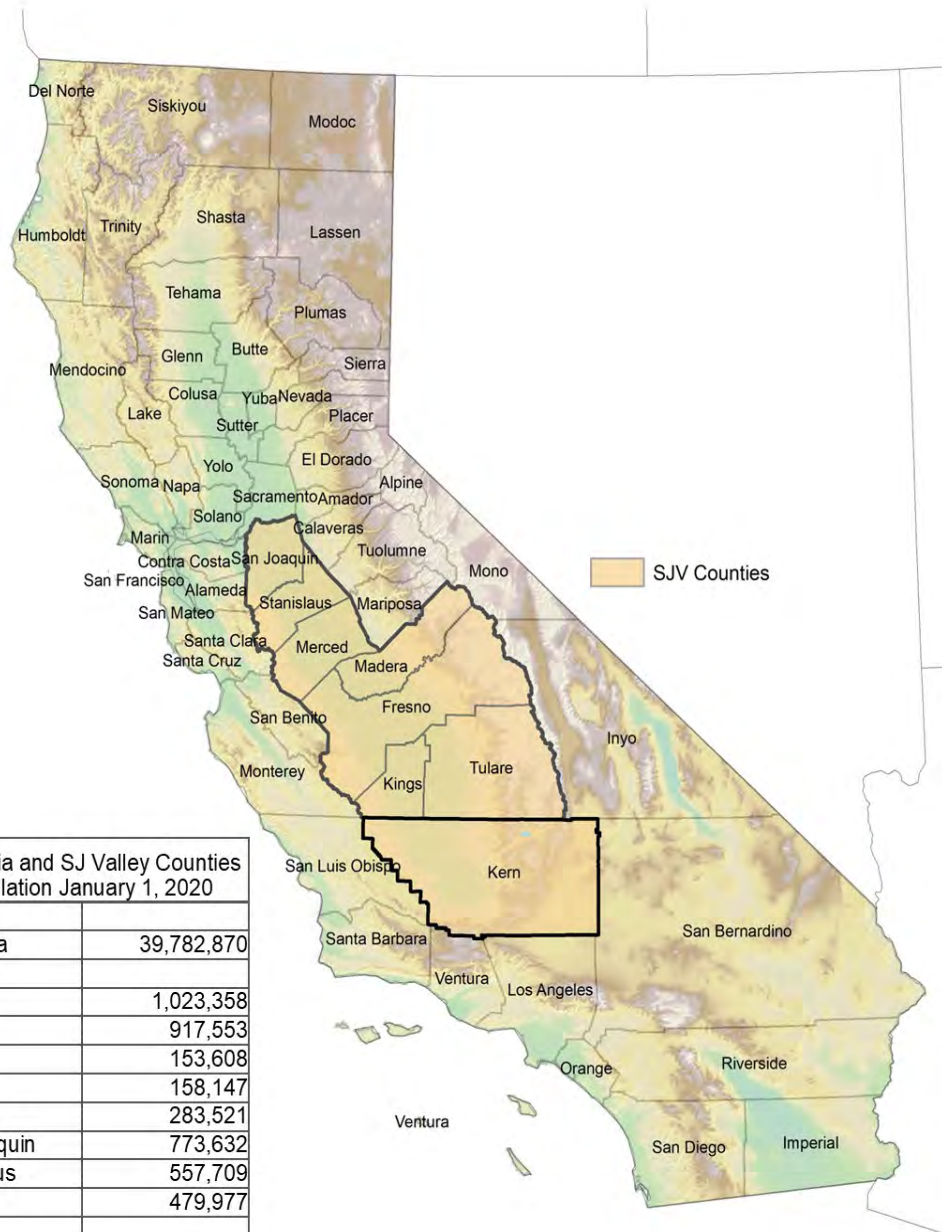 Del Norte
Siskiyou
Modoc
Humboldt
Trinity
Shasta
Lassen
Tehama
Plumas
Mendocino
Glenn
Butte
Sierra
Colusa
Yuba
Nevada
Lake
Placer
Sutter
El Dorado
Yolo
Alpine
Sonoma
Napa
Sacramento
Amador
Solano
Calaveras
Marin
Tuolumne
Contra Costa
San Joaquin
Mono
San Francisco
Alameda
Stanislaus
Mariposa
San Mateo
Santa Clara
Merced
Santa Cruz
Madera
Fresno
San Benito
Inyo
Monterey
Kings
Tulare
SJV Counties
San Luis Obispo
Kern
San Bernardino
Santa Barbara
Ventura
Los Angeles
Orange
Riverside
Ventura
San Diego
Imperial
ia and SJ Valley Counties
lation January 1, 2020
a 39,782,870
1,023,358
917,553
153,608
158,147
283,521
quin 773,632
us 557,709
479,977